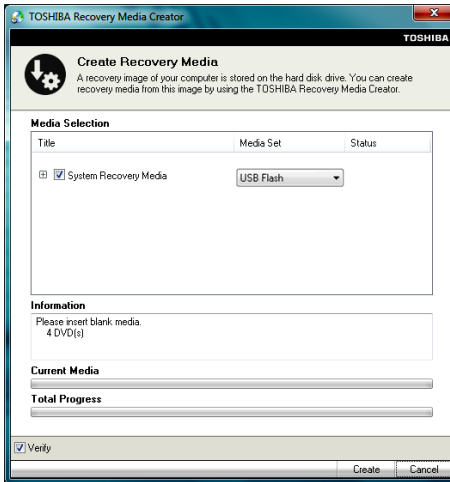 TOSHIBA Recovery Media Creator
TOSHIBA
Create Recovery Media
A recovery image of your computer is stored on the hard disk drive. You can create
recovery media from this image by using the TOSHIBA Recovery Media Creator.
Media Selection
Title Media Set Status
System Recovery Media USB Flash
Information
Please insert blank media.
4 DVD(s)
Current Media
Total Progress
Verify
Create Cancel